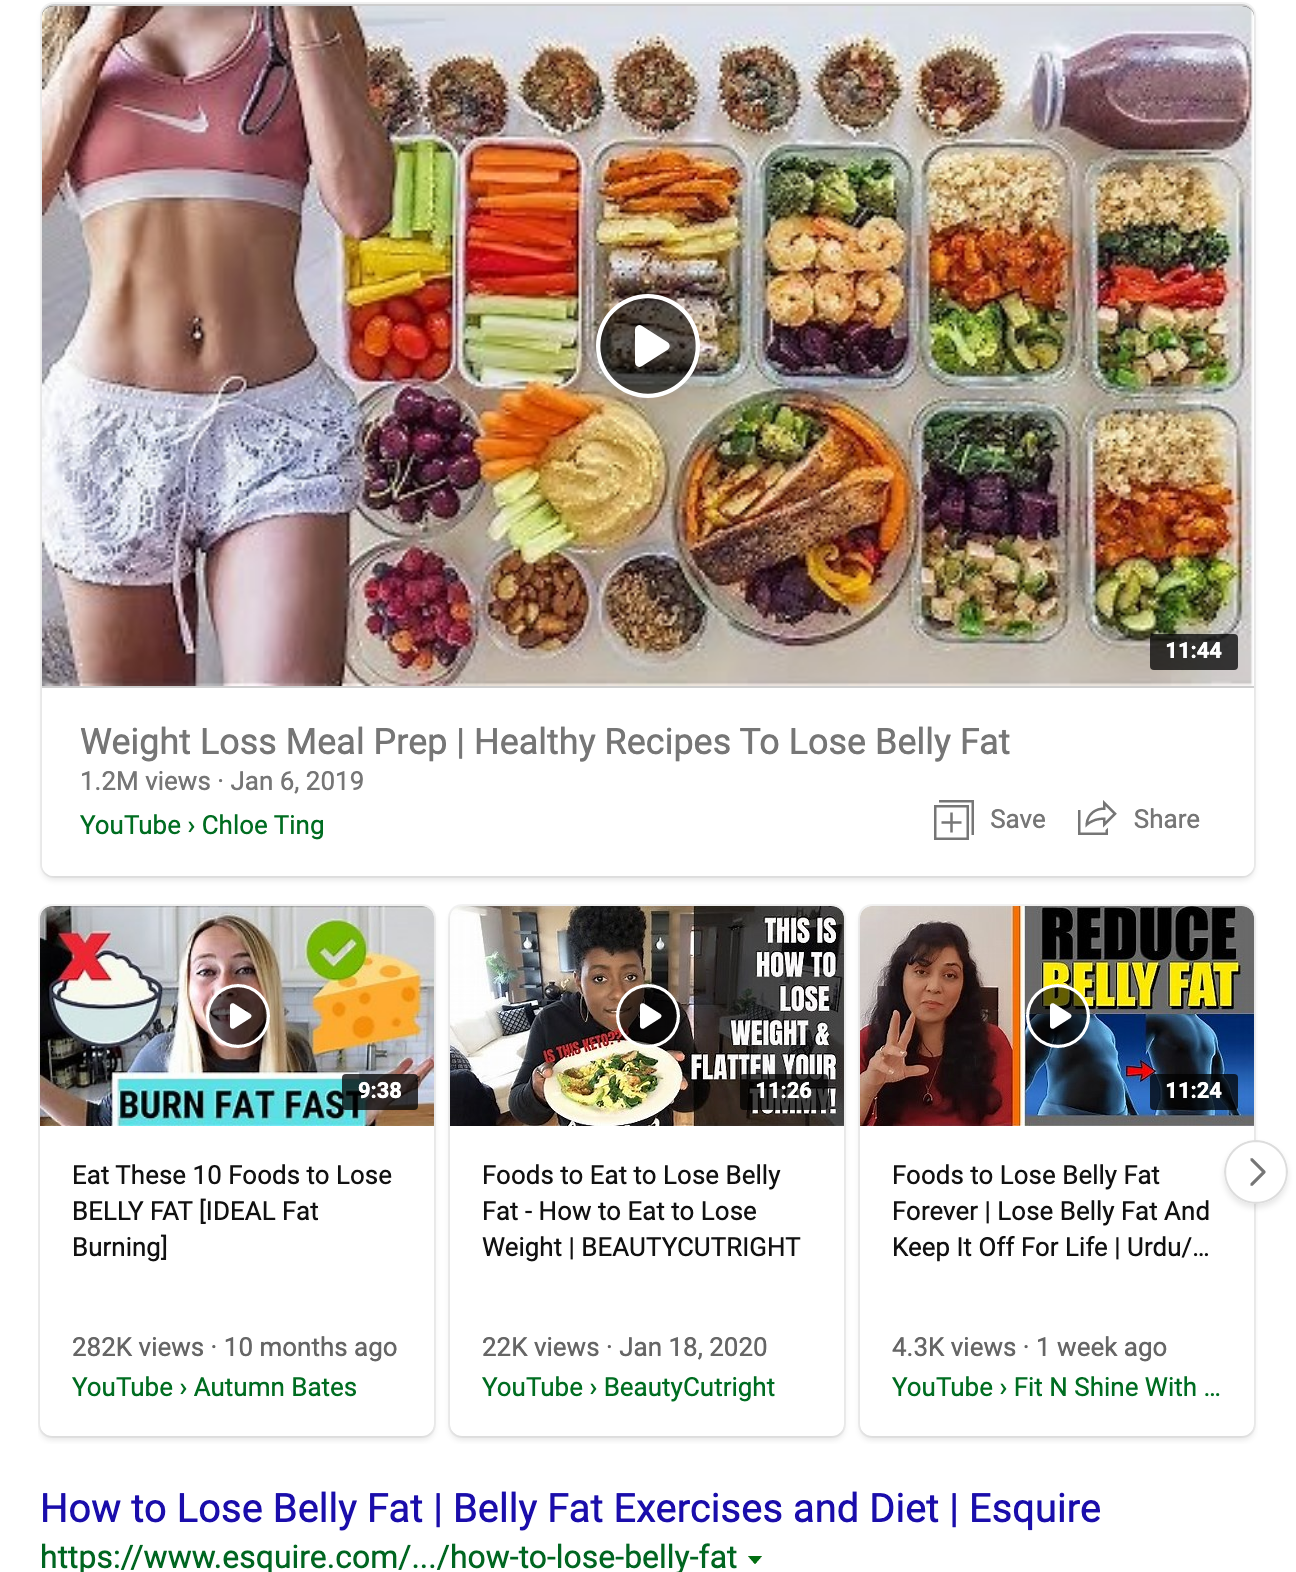 11:44
Weight Loss Meal Prep | Healthy Recipes To Lose Belly Fat
1.2M views · Jan 6, 2019
YouTube › Chloe Ting
Save
Share
BURN FAT FAST
9:38
Eat These 10 Foods to Lose
BELLY FAT [IDEAL Fat
Burning]
282K views · 10 months ago
YouTube › Autumn Bates
THIS IS
HOW TO
LOSE
WEIGHT &
FLATTEN YOUR
TUMMY!
IS THIS KETO??
11:26
Foods to Eat to Lose Belly
Fat - How to Eat to Lose
Weight | BEAUTYCUTRIGHT
22K views · Jan 18, 2020
YouTube › BeautyCutright
REDUCE
BELLY FAT
11:24
Foods to Lose Belly Fat
Forever | Lose Belly Fat And
Keep It Off For Life | Urdu/...
4.3K views · 1 week ago
YouTube › Fit N Shine With ...
How to Lose Belly Fat | Belly Fat Exercises and Diet | Esquire
https://www.esquire.com/.../how-to-lose-belly-fat